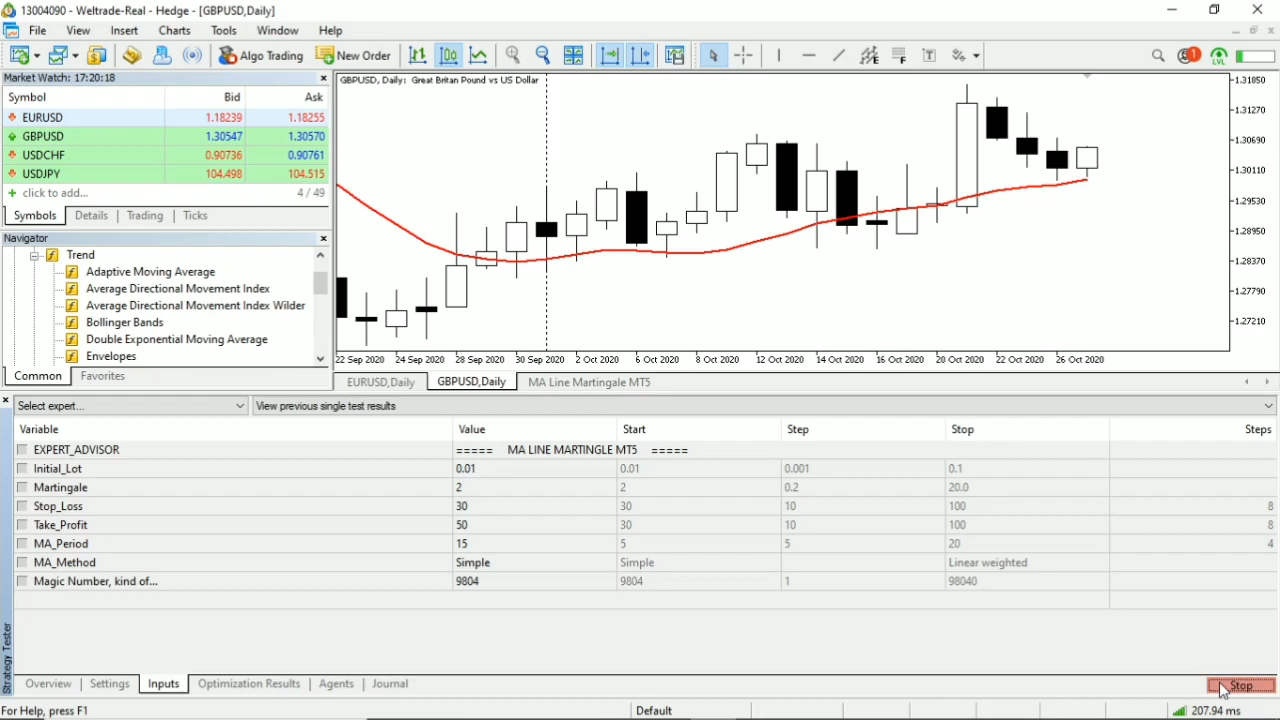 13004090 - Weltrade-Real - Hedge - [GBPUSD,Daily]
File View Insert Charts Tools Window Help
Algo Trading New Order 1 LVL
Market Watch: 17:20:18
Symbol Bid Ask
EURUSD 1.18239 1.18255
GBPUSD 1.30547 1.30570
USDCHF 0.90736 0.90761
USDJPY 104.498 104.515
click to add... 4 / 49
Symbols Details Trading Ticks
Navigator
Trend
Adaptive Moving Average
Average Directional Movement Index
Average Directional Movement Index Wilder
Bollinger Bands
Double Exponential Moving Average
Envelopes
Common Favorites
GBPUSD, Daily: Great Britan Pound vs US Dollar
1.31850
1.31270
1.30690
1.30110
1.29530
1.28950
1.28370
1.27790
1.27210
22 Sep 2020 24 Sep 2020 28 Sep 2020 30 Sep 2020 2 Oct 2020 6 Oct 2020 8 Oct 2020 12 Oct 2020 14 Oct 2020 16 Oct 2020 20 Oct 2020 22 Oct 2020 26 Oct 2020
EURUSD,Daily GBPUSD,Daily MA Line Martingale MT5
Select expert... View previous single test results
Variable Value Start Step Stop Steps
EXPERT_ADVISOR ===== MA LINE MARTINGLE MT5 =====
Initial_Lot 0.01 0.01 0.001 0.1
Martingale 2 2 0.2 20.0
Stop_Loss 30 30 10 100 8
Take_Profit 50 30 10 100 8
MA_Period 15 5 5 20 4
MA_Method Simple Simple Linear weighted
Magic Number, kind of... 9804 9804 1 98040
Strategy Tester
Overview Settings Inputs Optimization Results Agents Journal Stop
For Help, press F1 Default 207.94 ms